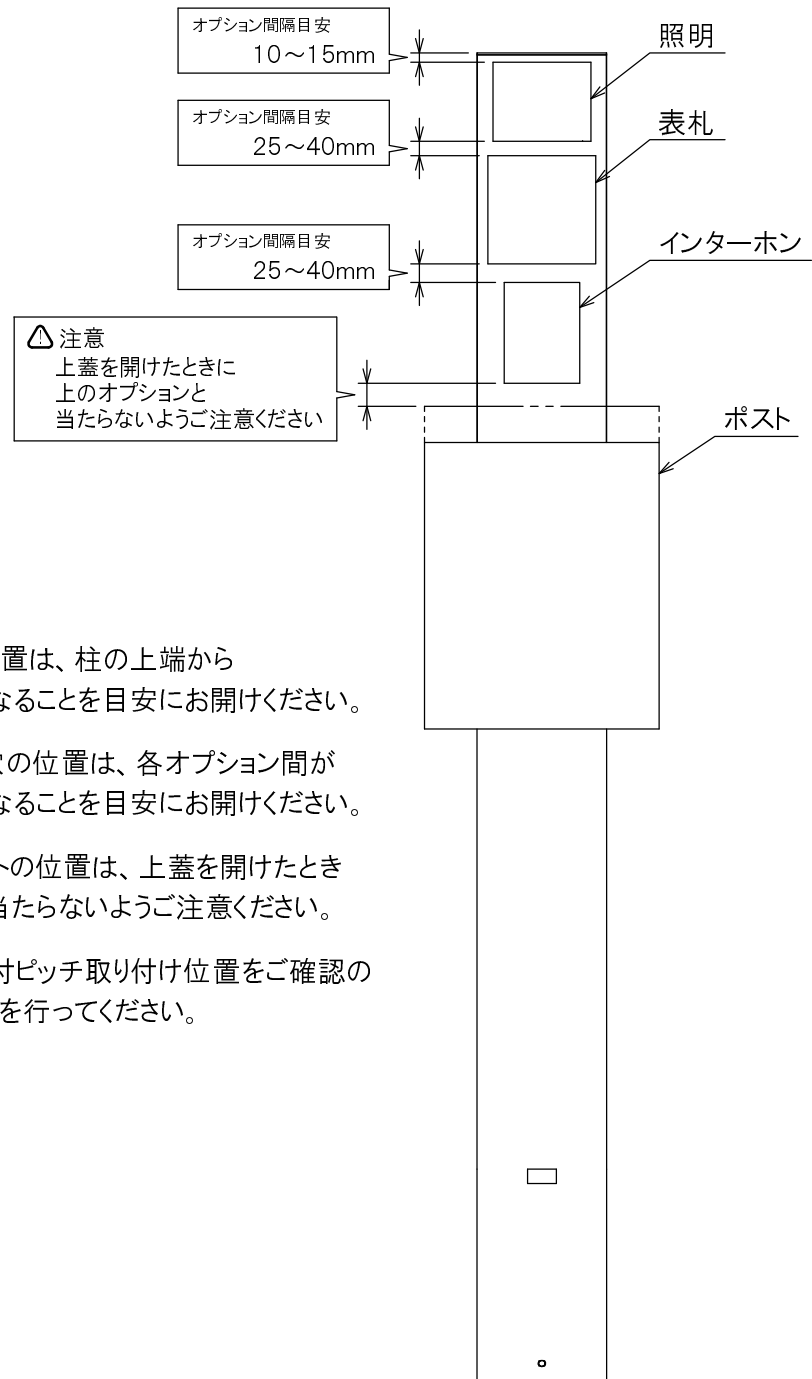 オプション間隔目安
10～15mm
照明
オプション間隔目安
25～40mm
表札
オプション間隔目安
25～40mm
インターホン
注意
上蓋を開けたときに
上のオプションと
当たらないようご注意ください
ポスト
置は、柱の上端から
なることを目安にお開けください。
の位置は、各オプション間が
なることを目安にお開けください。
トの位置は、上蓋を開けたとき
当たらないようご注意ください。
付ピッチ取り付け位置をご確認の
を行ってください。